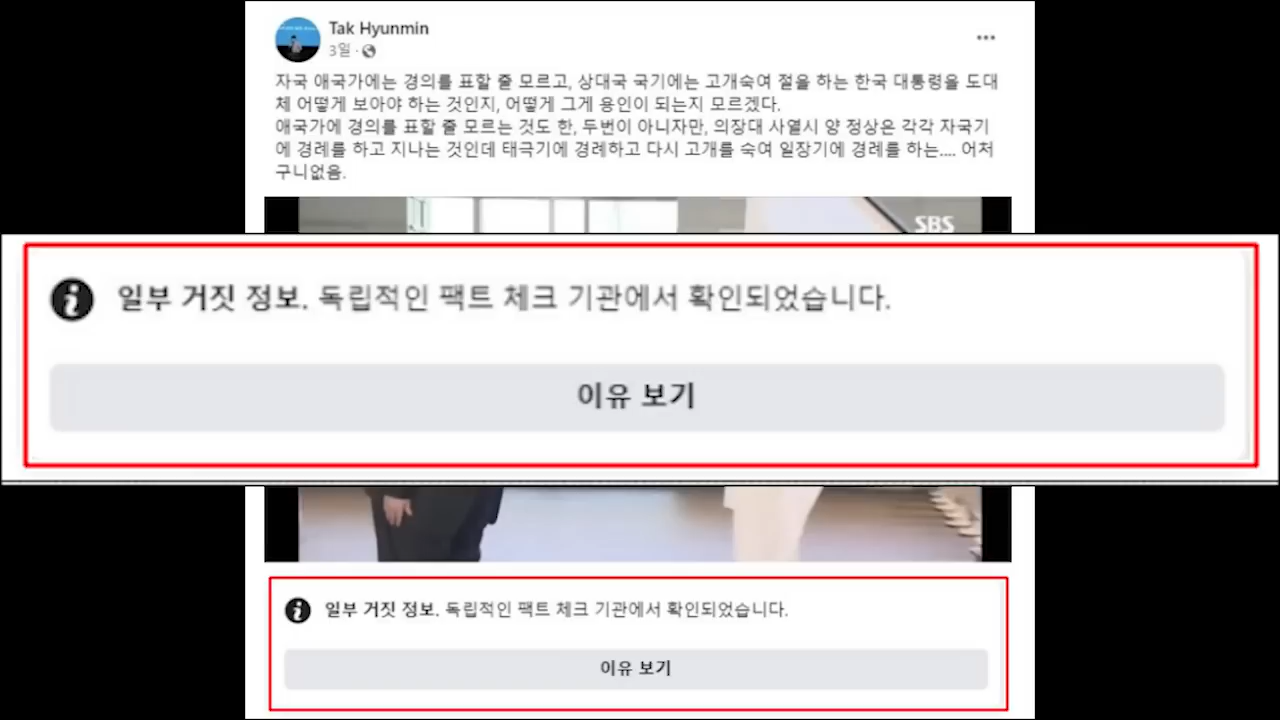 Tak Hyunmin
3일 ·
자국 애국가에는 경의를 표할 줄 모르고, 상대국 국기에는 고개숙여 절을 하는 한국 대통령을 도대
체 어떻게 보아야 하는 것인지, 어떻게 그게 용인이 되는지 모르겠다.
애국가에 경의를 표할 줄 모르는 것도 한, 두번이 아니자만, 의장대 사열시 양 정상은 각각 자국기
에 경례를 하고 지나는 것인데 태극기에 경례하고 다시 고개를 숙여 일장기에 경례를 하는.... 어처
구니없음.
SBS
일부 거짓 정보. 독립적인 팩트 체크 기관에서 확인되었습니다.
이유 보기
일부 거짓 정보. 독립적인 팩트 체크 기관에서 확인되었습니다.
이유 보기